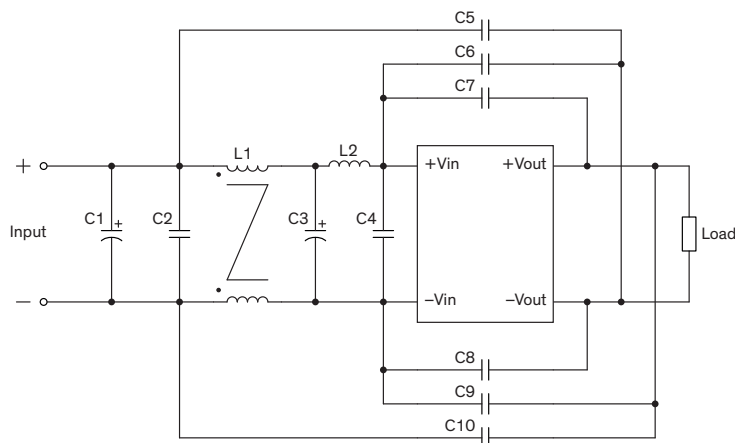 C5
C6
C7
L1
L2
+
+Vin
+Vout
C1
+
C2
C3
+
C4
Input
Load
−
−Vin
−Vout
C8
C9
C10